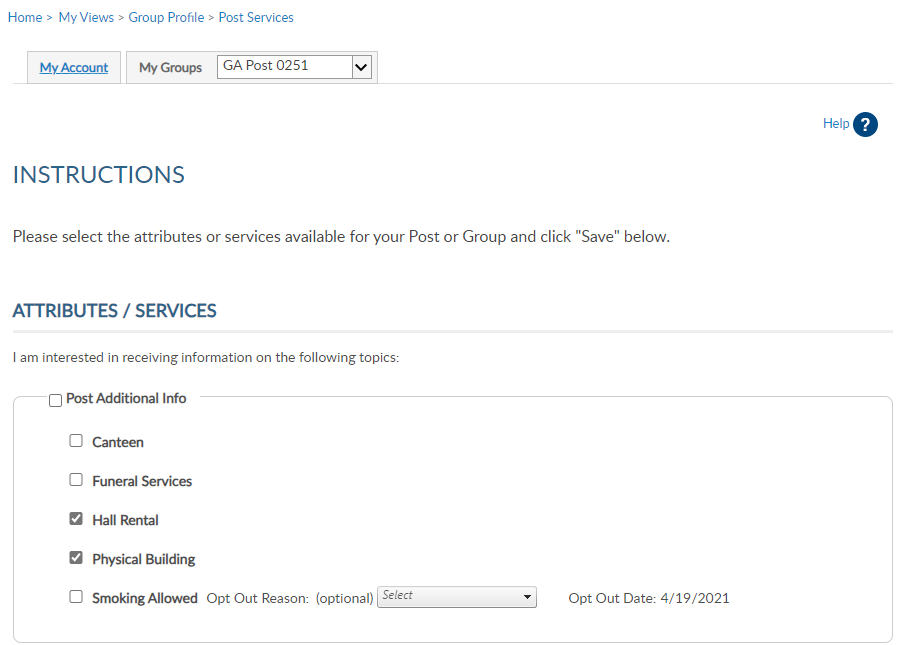 Home > My Views > Group Profile > Post Services
My Account My Groups GA Post 0251
Help ?
INSTRUCTIONS
Please select the attributes or services available for your Post or Group and click "Save" below.
ATTRIBUTES / SERVICES
I am interested in receiving information on the following topics:
Post Additional Info
Canteen
Funeral Services
Hall Rental
Physical Building
Smoking Allowed Opt Out Reason: (optional) Select Opt Out Date: 4/19/2021